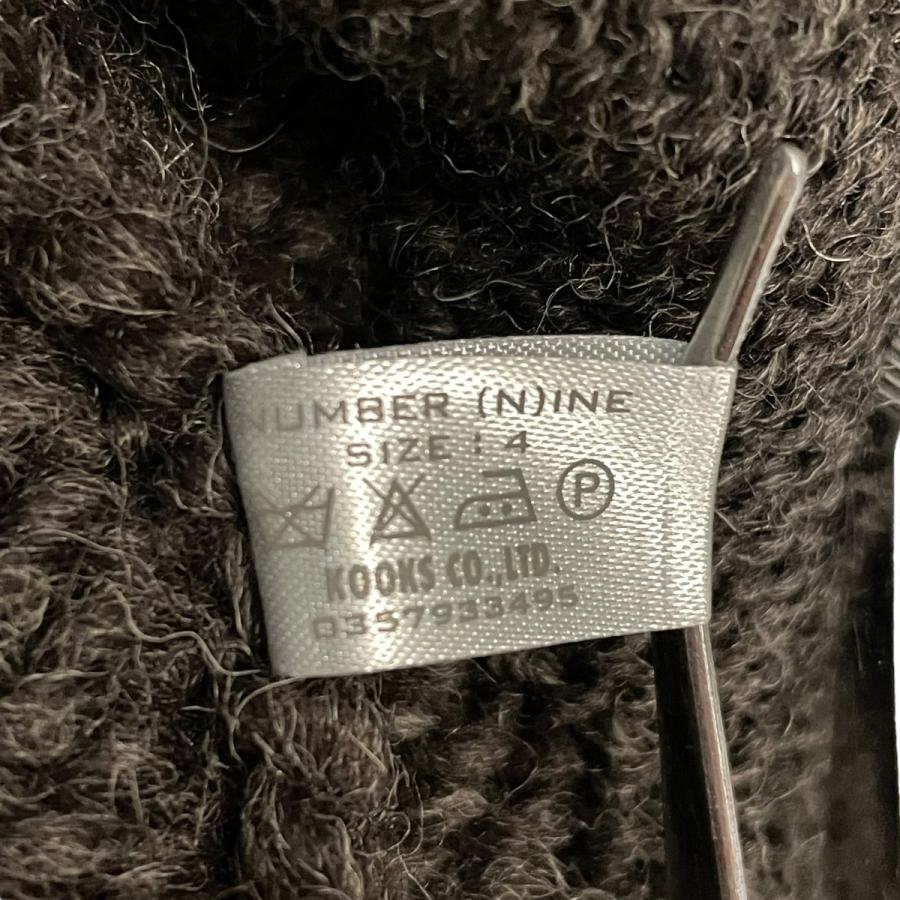 NUMBER (N)INE
SIZE : 4
P
KOOKS CO.,LTD.
0357933495